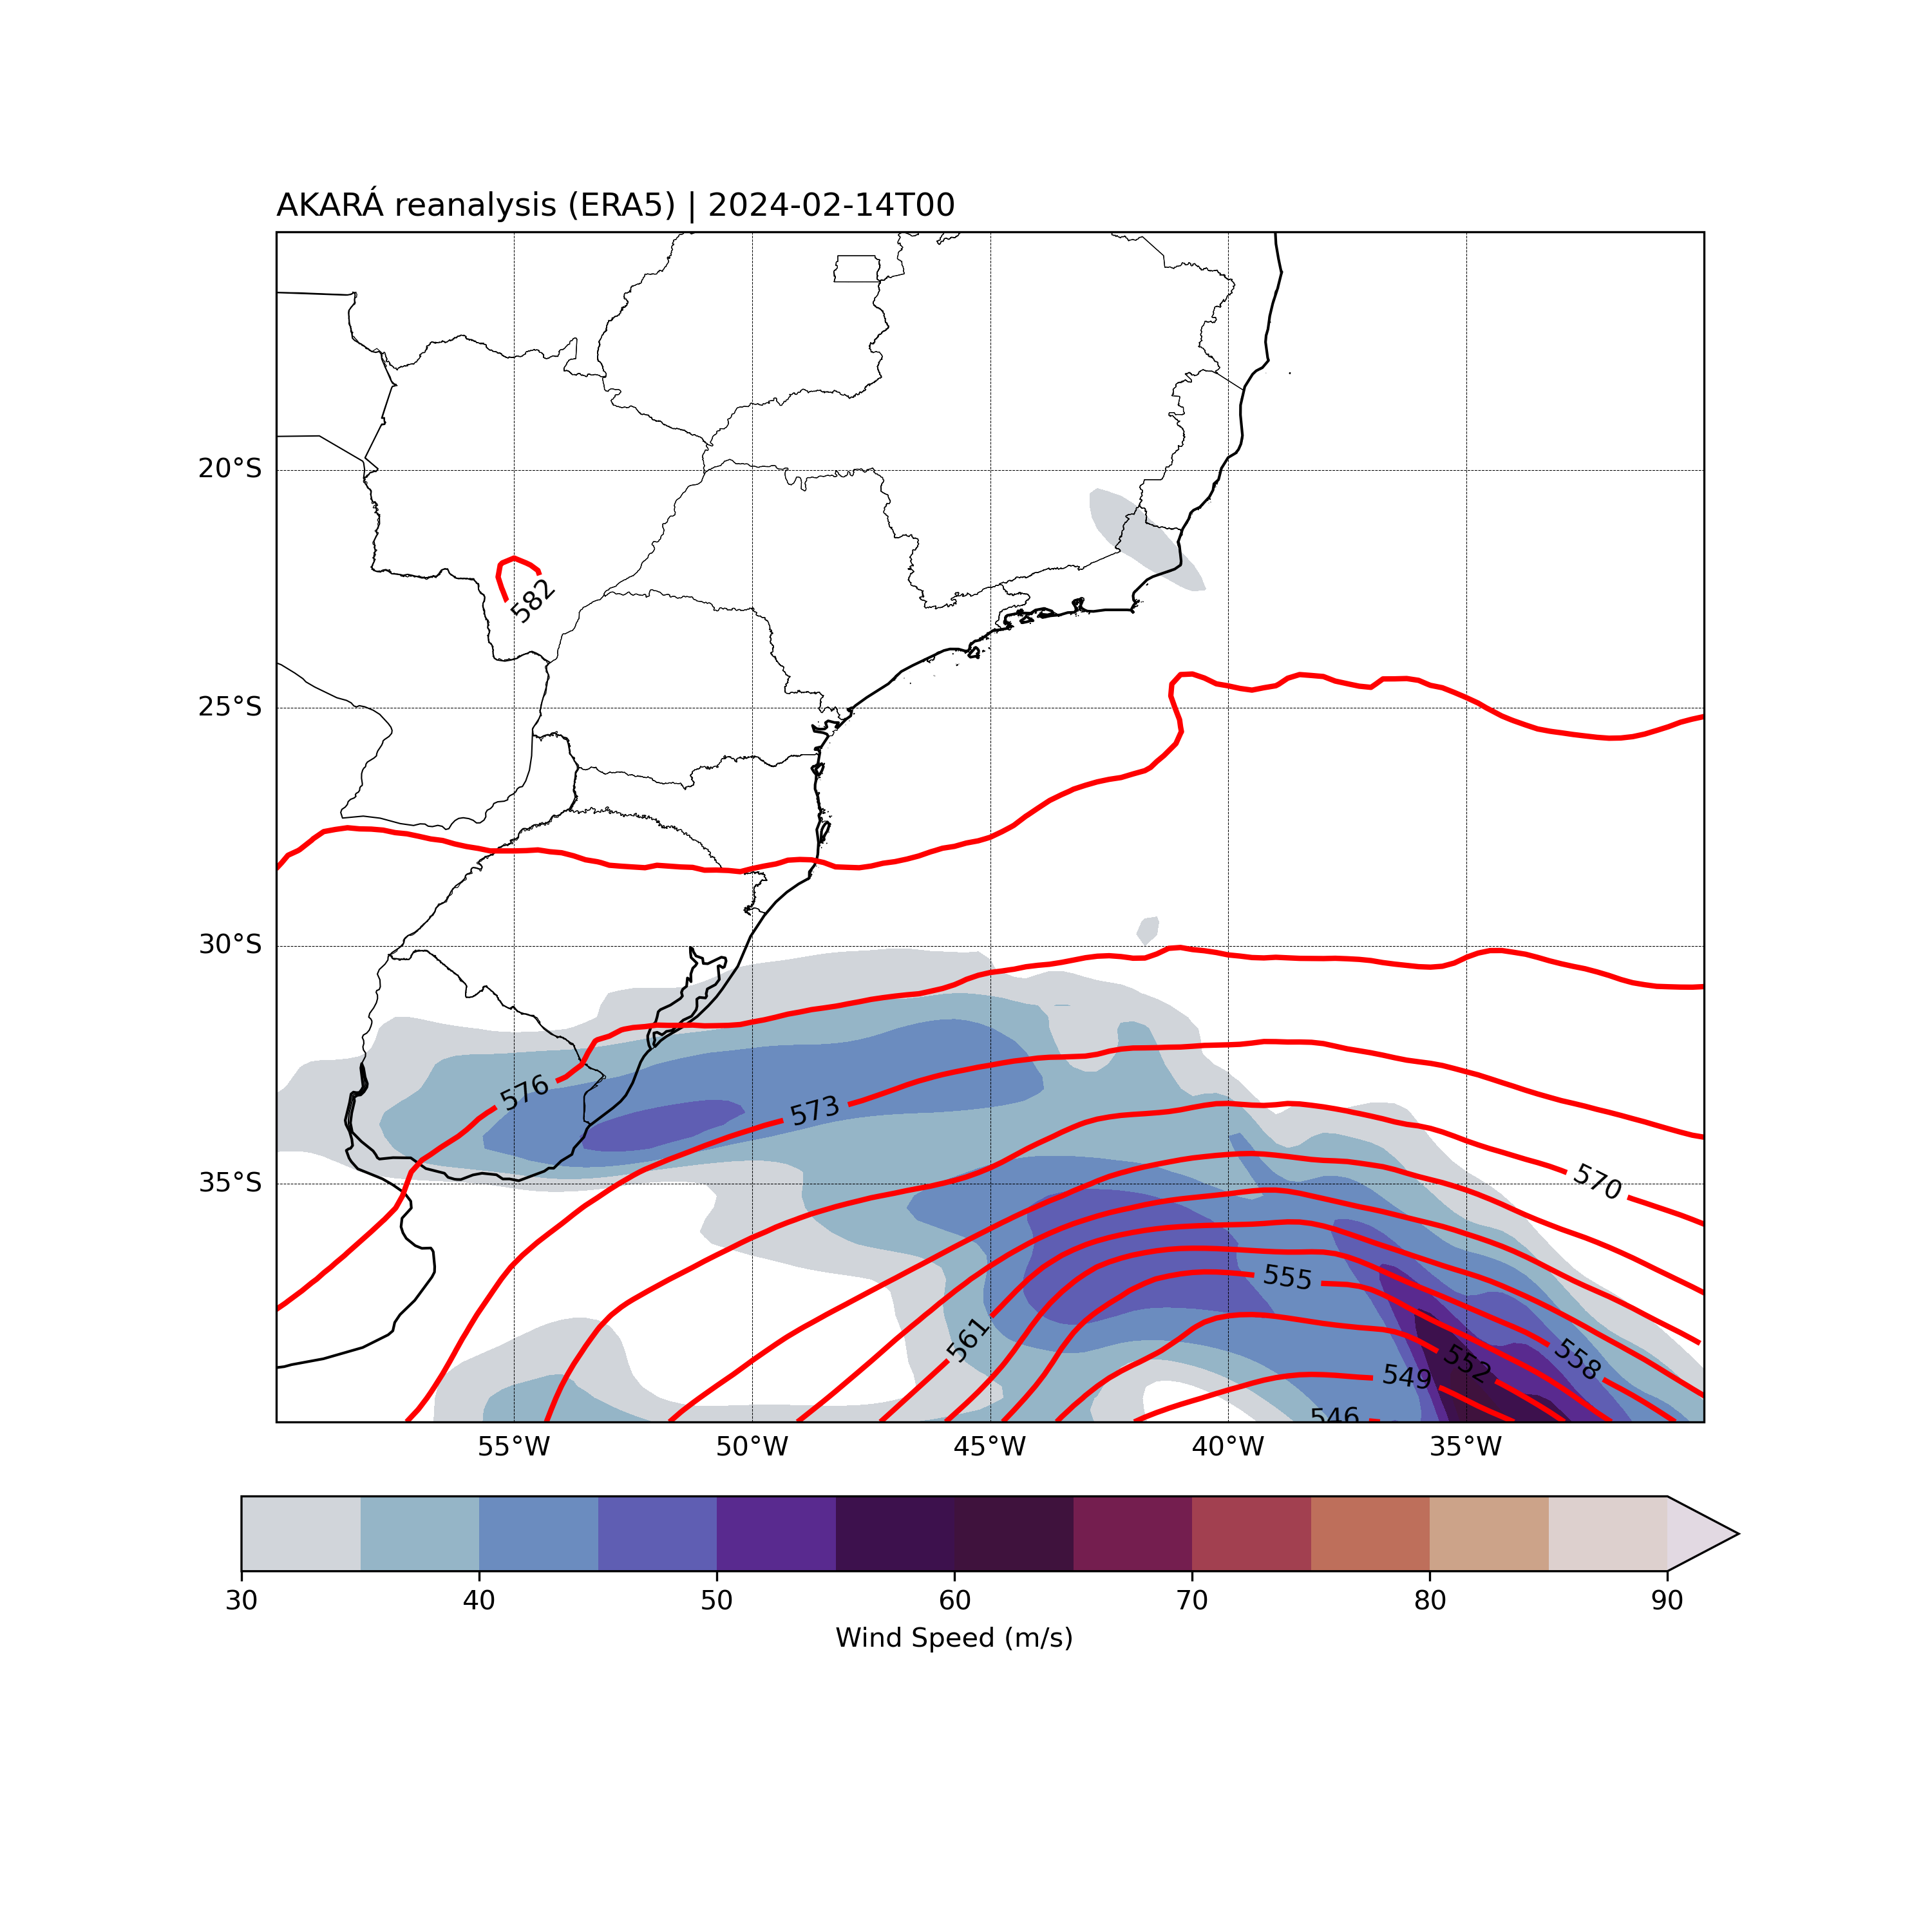 AKARÁ reanalysis (ERA5) | 2024-02-14T00
20°S
582
25°S
30°S
576
573
35°S
570
555
561
552
558
549
546
55°W 50°W 45°W 40°W 35°W
30 40 50 60 70 80 90
Wind Speed (m/s)